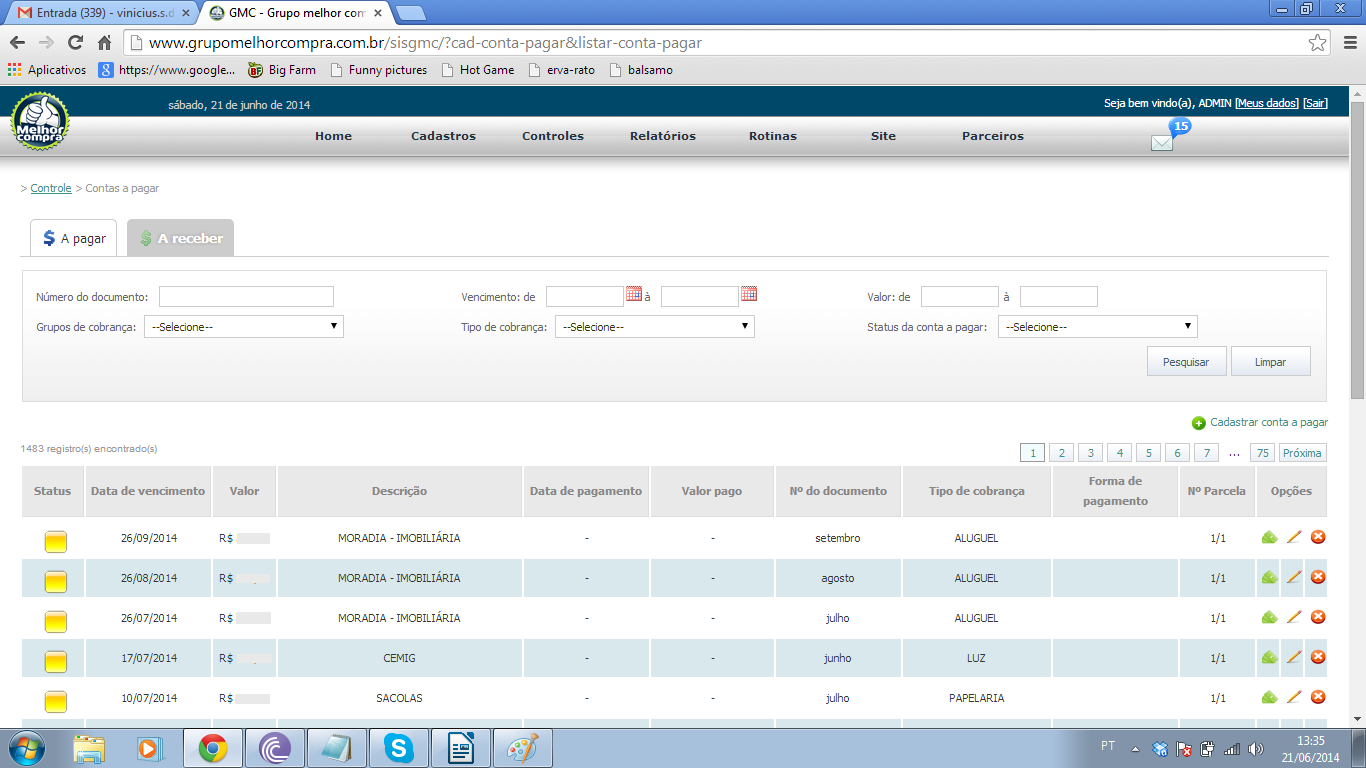 Entrada (339) - vinicius.s.d
GMC - Grupo melhor com
www.grupomelhorcompra.com.br/sisgmc/?cad-conta-pagar&listar-conta-pagar
Aplicativos https://www.google... Big Farm Funny pictures Hot Game erva-rato balsamo
Melhor compra
sábado, 21 de junho de 2014
Seja bem vindo(a), ADMIN [Meus dados] [Sair]
Home Cadastros Controles Relatórios Rotinas Site Parceiros 15
> Controle > Contas a pagar
$ A pagar $ A receber
Número do documento: Vencimento: de à Valor: de à
Grupos de cobrança: --Selecione-- Tipo de cobrança: --Selecione-- Status da conta a pagar: --Selecione--
Pesquisar Limpar
Cadastrar conta a pagar
1483 registro(s) encontrado(s) 1 2 3 4 5 6 7 ... 75 Próxima
Status Data de vencimento Valor Descrição Data de pagamento Valor pago Nº do documento Tipo de cobrança Forma de pagamento Nº Parcela Opções
26/09/2014 R$ MORADIA - IMOBILIÁRIA - - setembro ALUGUEL 1/1
26/08/2014 R$ MORADIA - IMOBILIÁRIA - - agosto ALUGUEL 1/1
26/07/2014 R$ MORADIA - IMOBILIÁRIA - - julho ALUGUEL 1/1
17/07/2014 R$ CEMIG - - junho LUZ 1/1
10/07/2014 R$ SACOLAS - - julho PAPELARIA 1/1
PT 13:35
21/06/2014